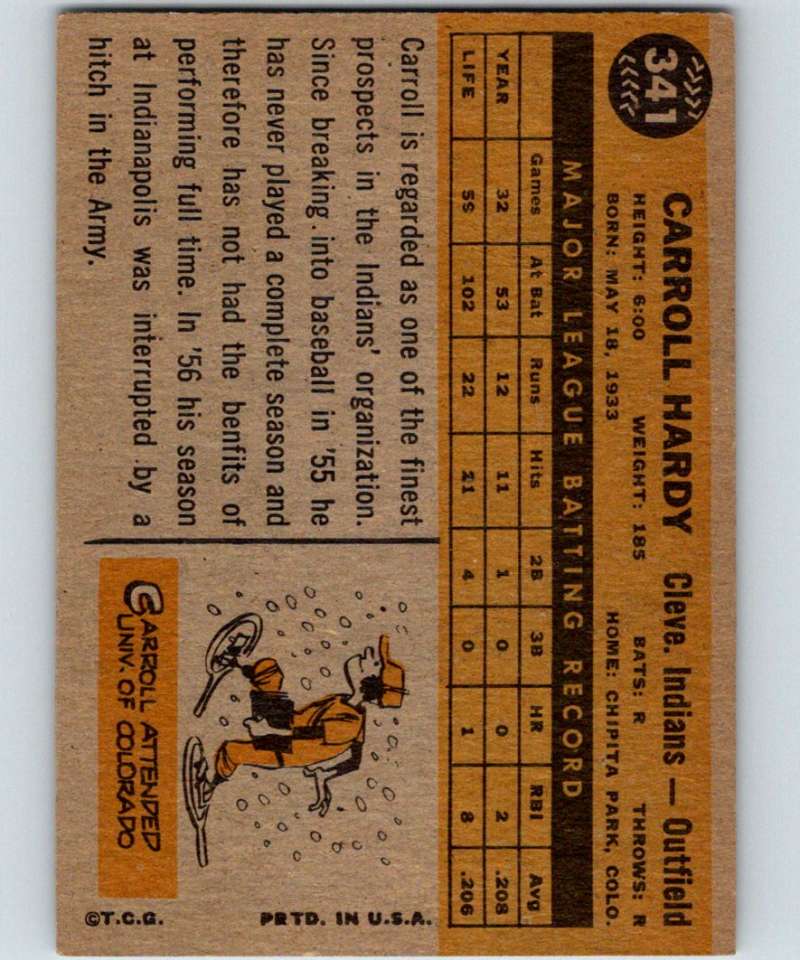 341
CARROLL HARDY Cleve. Indians — Outfield
HEIGHT: 6:00 WEIGHT: 185 BATS: R THROWS: R
BORN: MAY 18, 1933 HOME: CHIPITA PARK, COLO.
MAJOR LEAGUE BATTING RECORD
Games At Bat Runs Hits 2B 3B HR RBI Avg
YEAR 32 53 12 11 1 0 0 2 .208
LIFE 59 102 22 21 4 0 1 8 .206
Carroll is regarded as one of the finest
prospects in the Indians' organization.
Since breaking into baseball in '55 he
has never played a complete season and
therefore has not had the benfits of
performing full time. In '56 his season
at Indianapolis was interrupted by a
hitch in the Army.
CARROLL ATTENDED
UNIV. OF COLORADO
©T.C.G. PRTD. IN U.S.A.